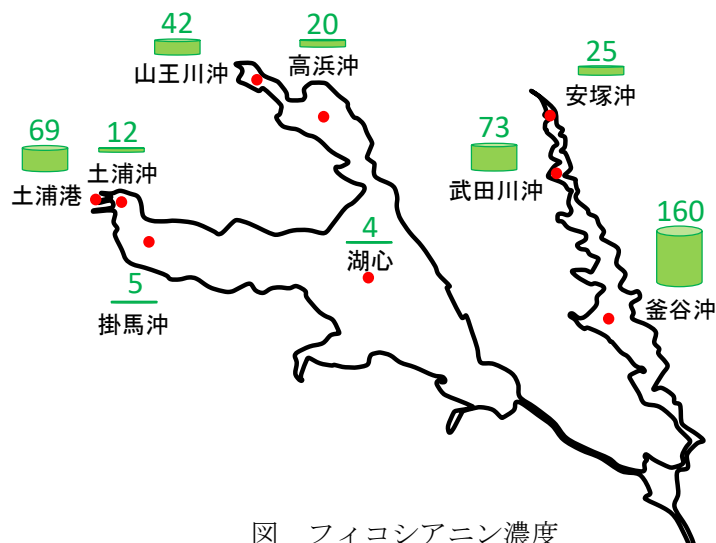 42
山王川沖
20
高浜沖
25
安塚沖
69
土浦港
12
土浦沖
73
武田川沖
160
釜谷沖
4
湖心
5
掛馬沖
図 フィコシアニン濃度